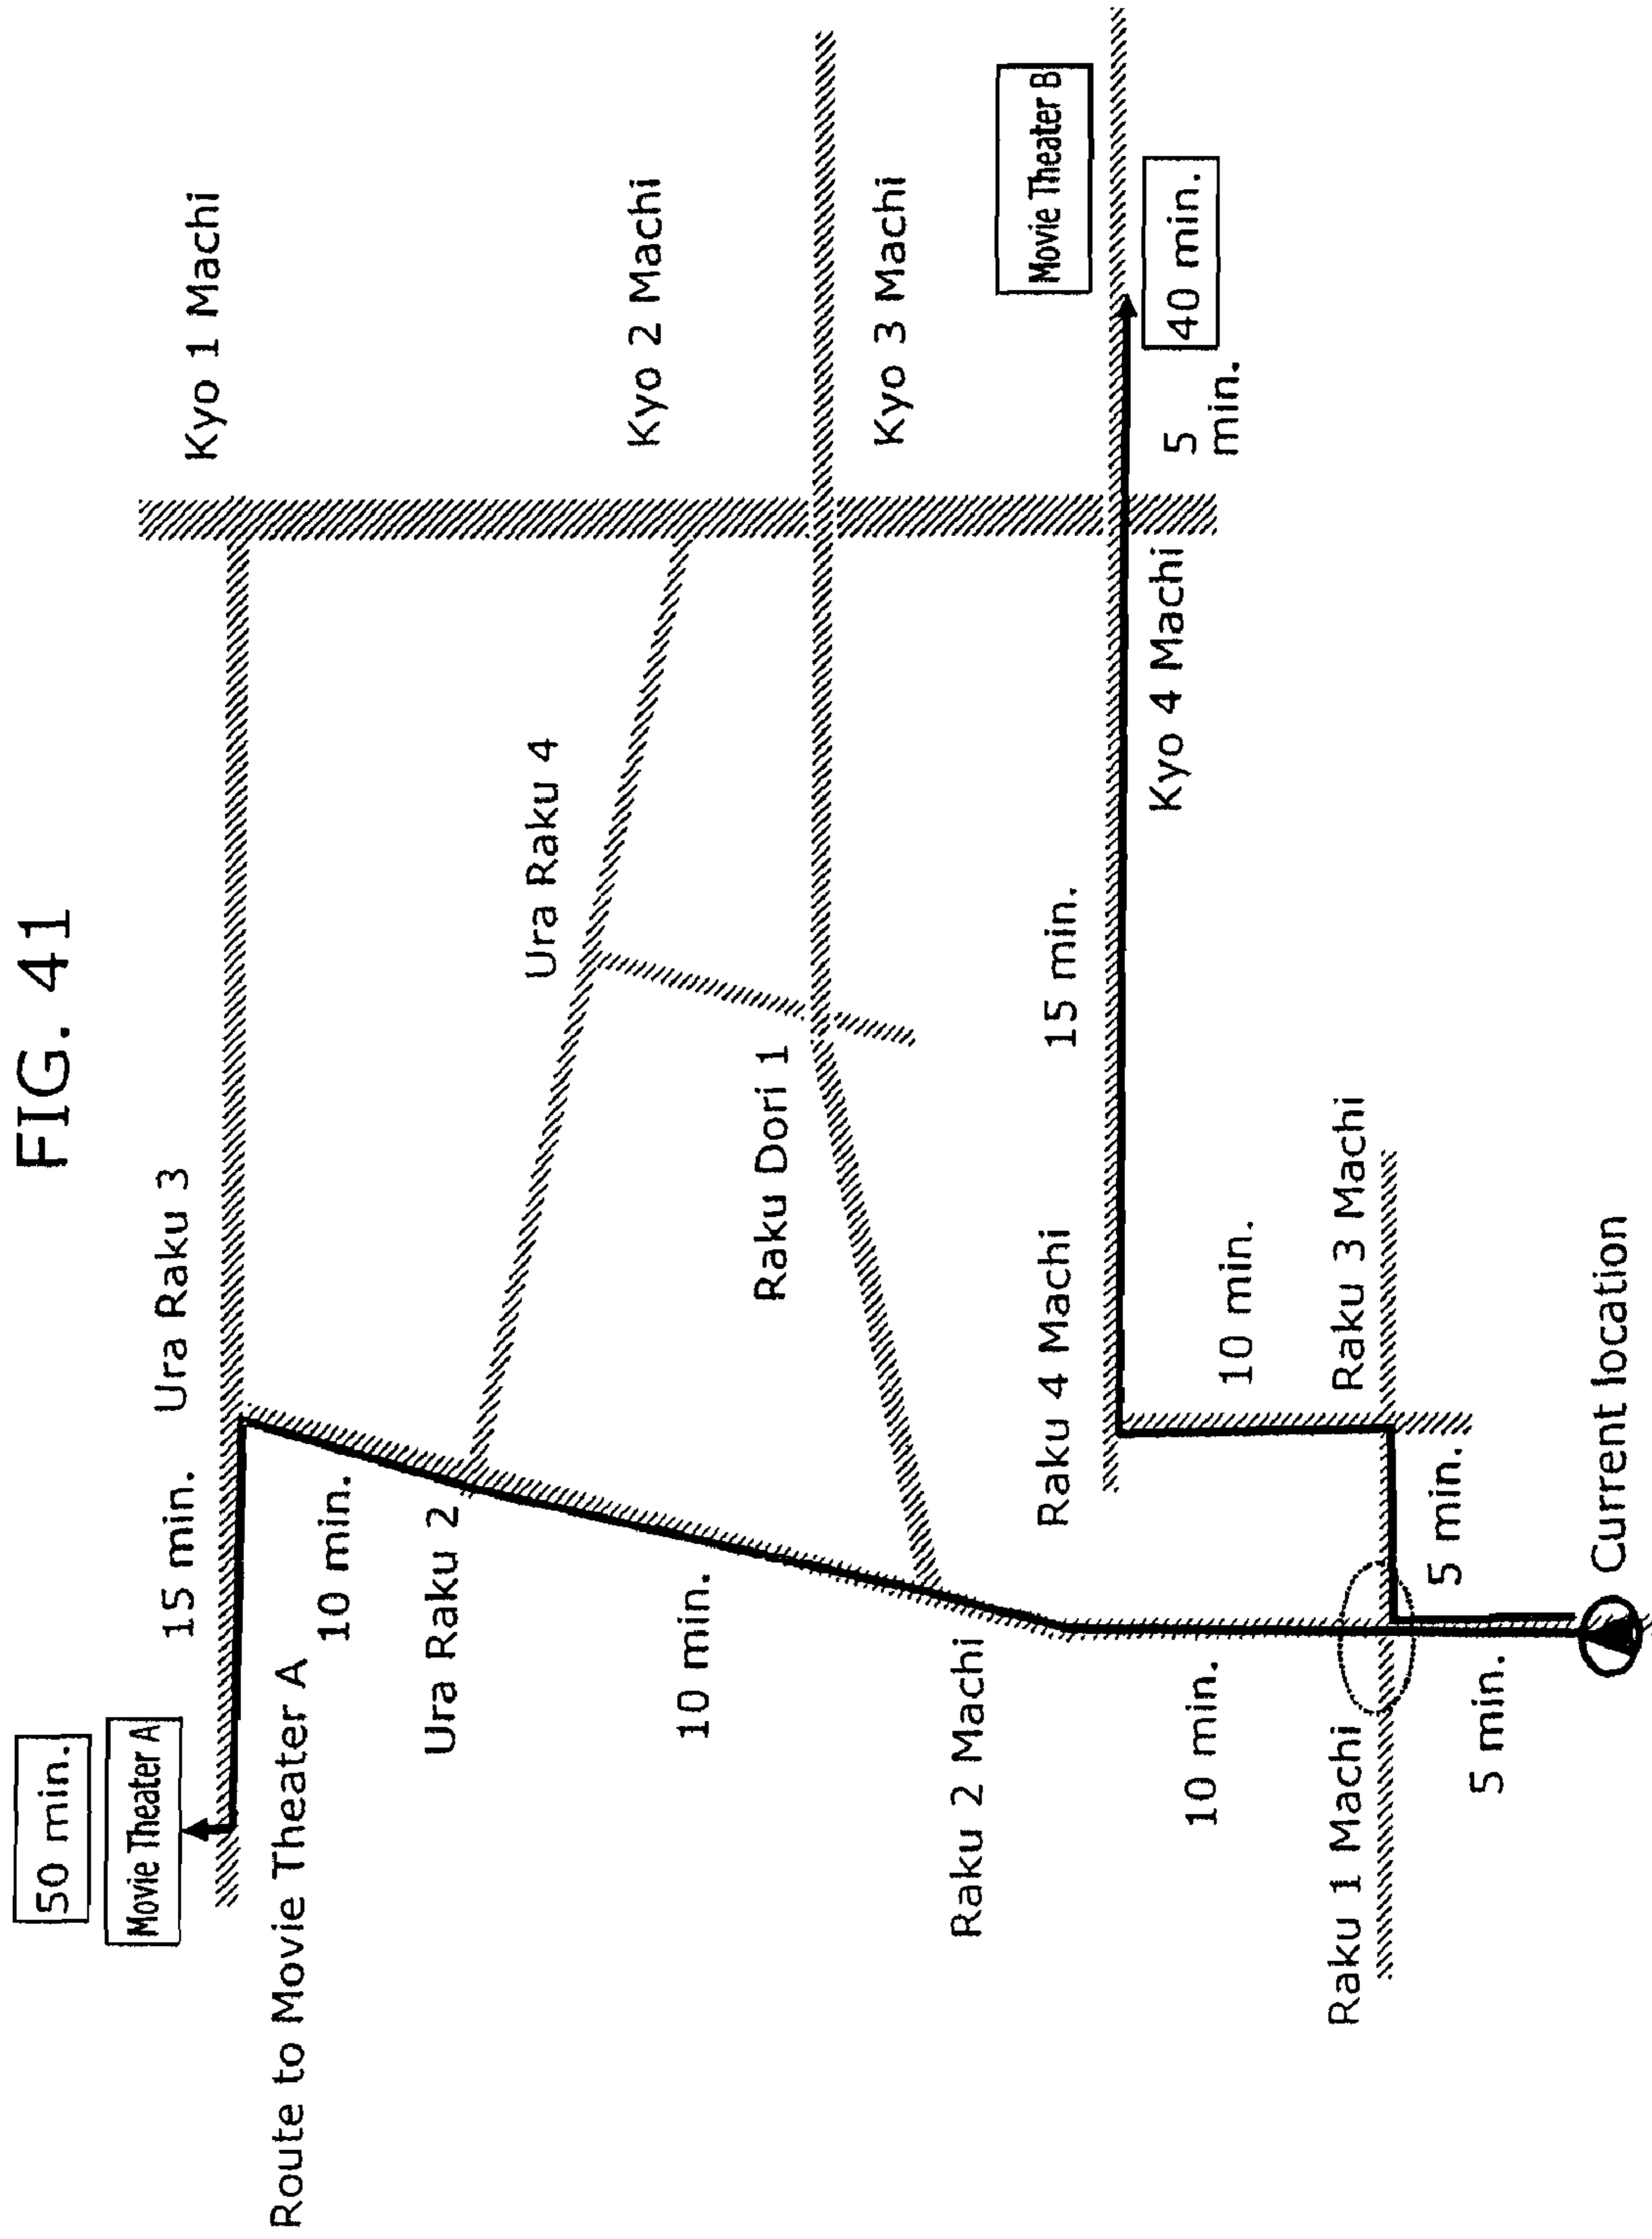 FIG. 41
50 min.
Movie Theater A
Route to Movie Theater A
15 min.
Ura Raku 3
Kyo 1 Machi
10 min.
Ura Raku 2
Ura Raku 4
Kyo 2 Machi
10 min.
Raku Dori 1
Kyo 3 Machi
Raku 2 Machi
Raku 4 Machi
15 min.
Movie Theater B
Kyo 4 Machi
5
min.
40 min.
10 min.
10 min.
Raku 1 Machi
Raku 3 Machi
5 min.
5 min.
Current location